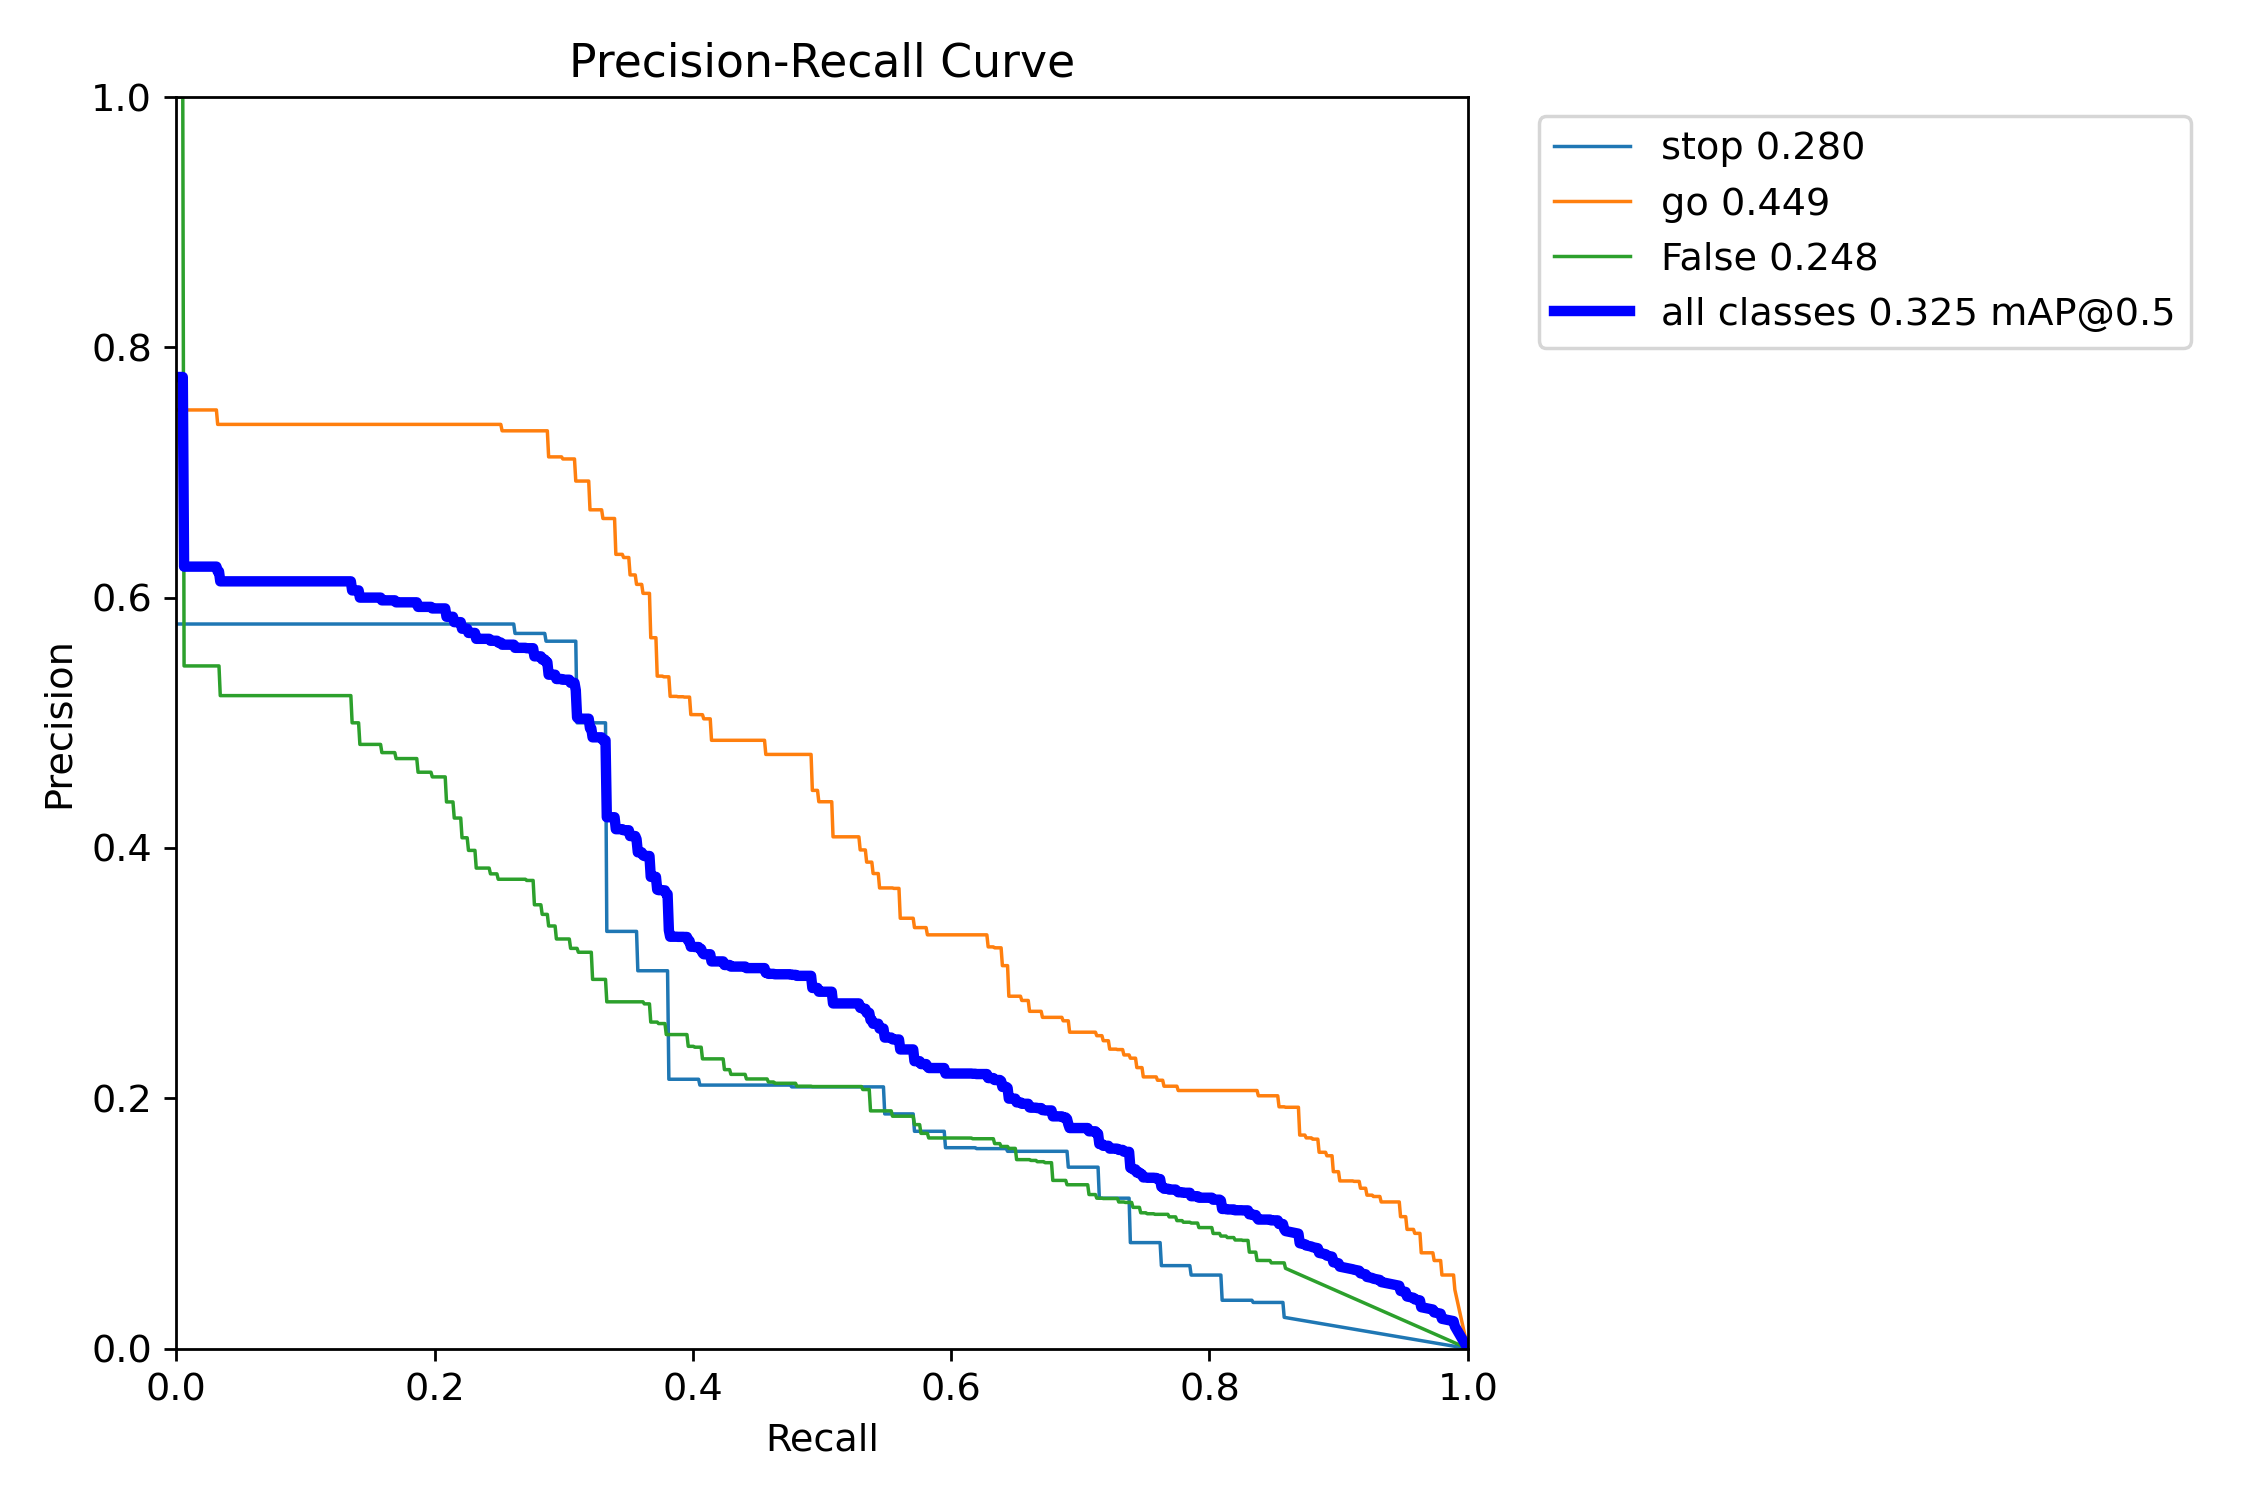 Precision-Recall Curve
1.0
0.8
0.6
0.4
0.2
0.0
Precision
0.0 0.2 0.4 0.6 0.8 1.0
Recall
stop 0.280
go 0.449
False 0.248
all classes 0.325 mAP@0.5